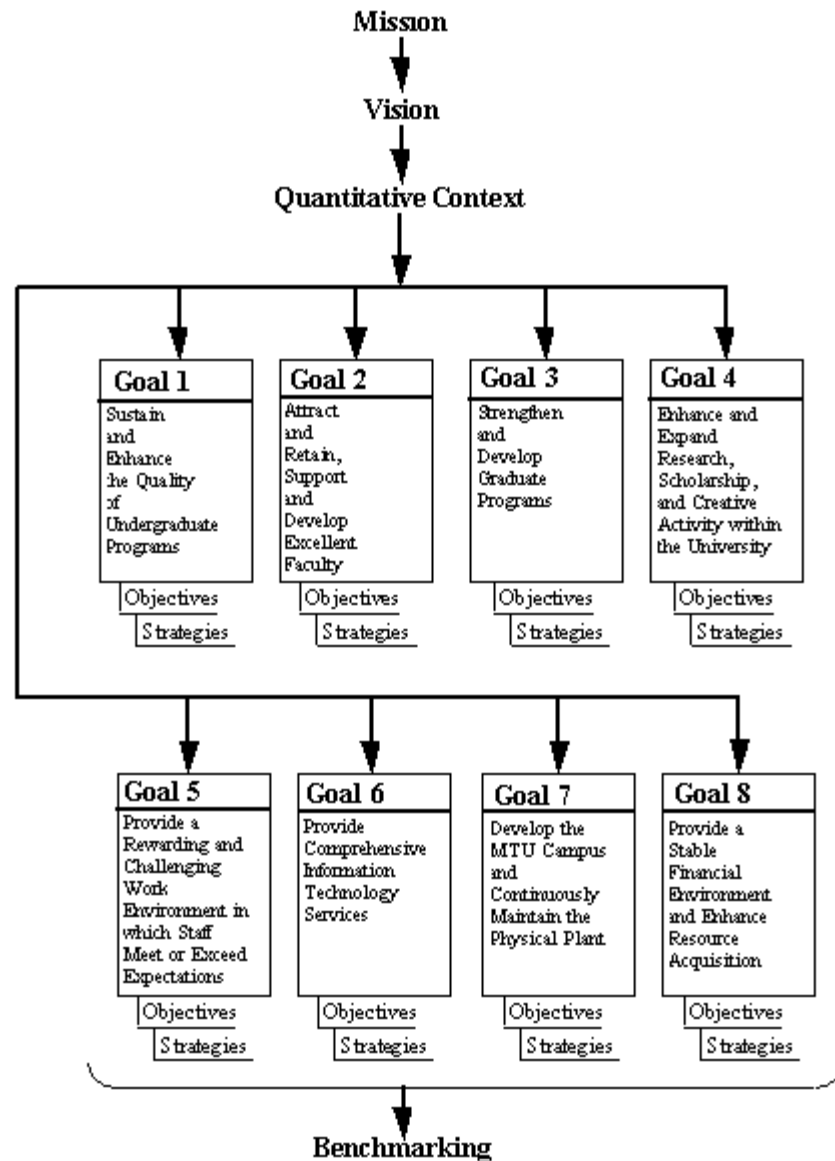 Mission
Vision
Quantitative Context
Goal 1
Sustain
and
Enhance
the Quality
of
Undergraduate
Programs
Objectives
Strategies
Goal 2
Attract
and
Retain,
Support
and
Develop
Excellent
Faculty
Objectives
Strategies
Goal 3
Strengthen
and
Develop
Graduate
Programs
Objectives
Strategies
Goal 4
Enhance and
Expand
Research,
Scholarship,
and Creative
Activity within
the University
Objectives
Strategies
Goal 5
Provide a
Rewarding and
Challenging
Work
Environment in
which Staff
Meet or Exceed
Expectations
Objectives
Strategies
Goal 6
Provide
Comprehensive
Information
Technology
Services
Objectives
Strategies
Goal 7
Develop the
MTU Campus
and
Continuously
Maintain the
Physical Plant
Objectives
Strategies
Goal 8
Provide a
Stable
Financial
Environment
and Enhance
Resource
Acquisition
Objectives
Strategies
Benchmarking